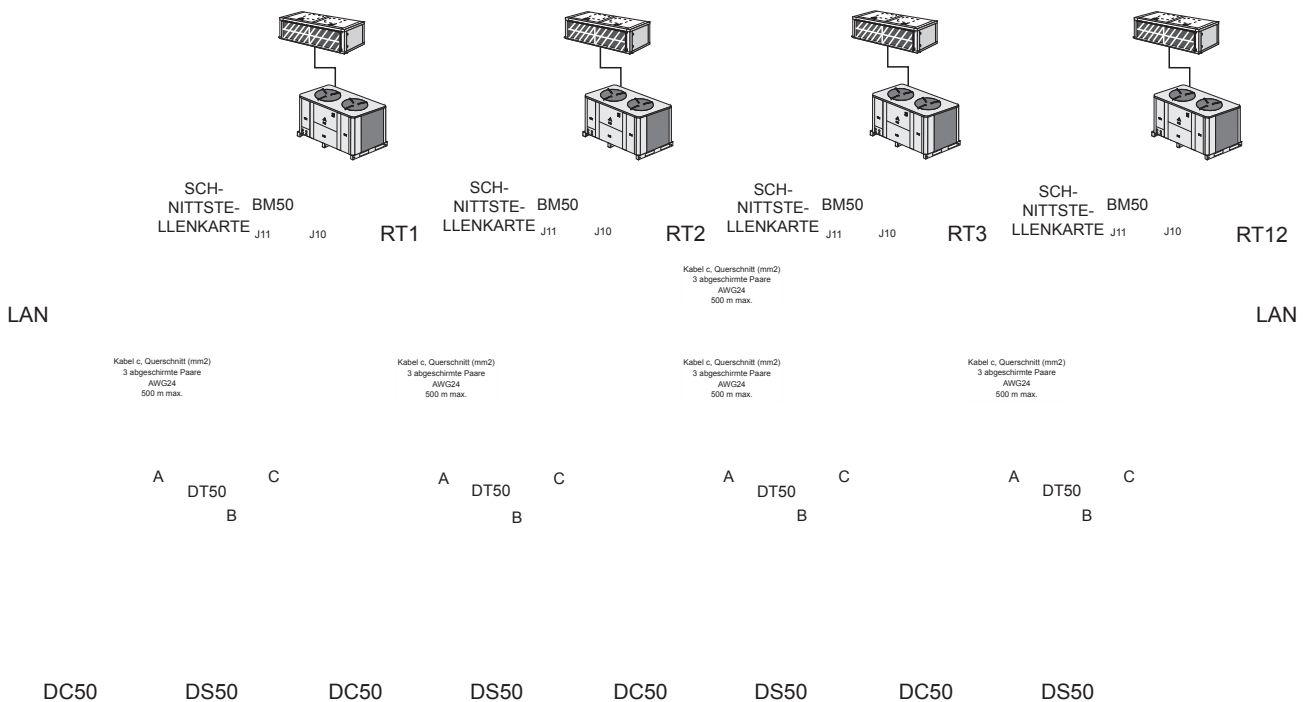 SCH-
NITTSTE-
LLENKARTE
BM50
J11
J10
RT1
SCH-
NITTSTE-
LLENKARTE
BM50
J11
J10
RT2
SCH-
NITTSTE-
LLENKARTE
BM50
J11
J10
RT3
SCH-
NITTSTE-
LLENKARTE
BM50
J11
J10
RT12
Kabel c, Querschnitt (mm2)
3 abgeschirmte Paare
AWG24
500 m max.
LAN
LAN
Kabel c, Querschnitt (mm2)
3 abgeschirmte Paare
AWG24
500 m max.
Kabel c, Querschnitt (mm2)
3 abgeschirmte Paare
AWG24
500 m max.
Kabel c, Querschnitt (mm2)
3 abgeschirmte Paare
AWG24
500 m max.
Kabel c, Querschnitt (mm2)
3 abgeschirmte Paare
AWG24
500 m max.
A
DT50
C
B
A
DT50
C
B
A
DT50
C
B
A
DT50
C
B
DC50
DS50
DC50
DS50
DC50
DS50
DC50
DS50